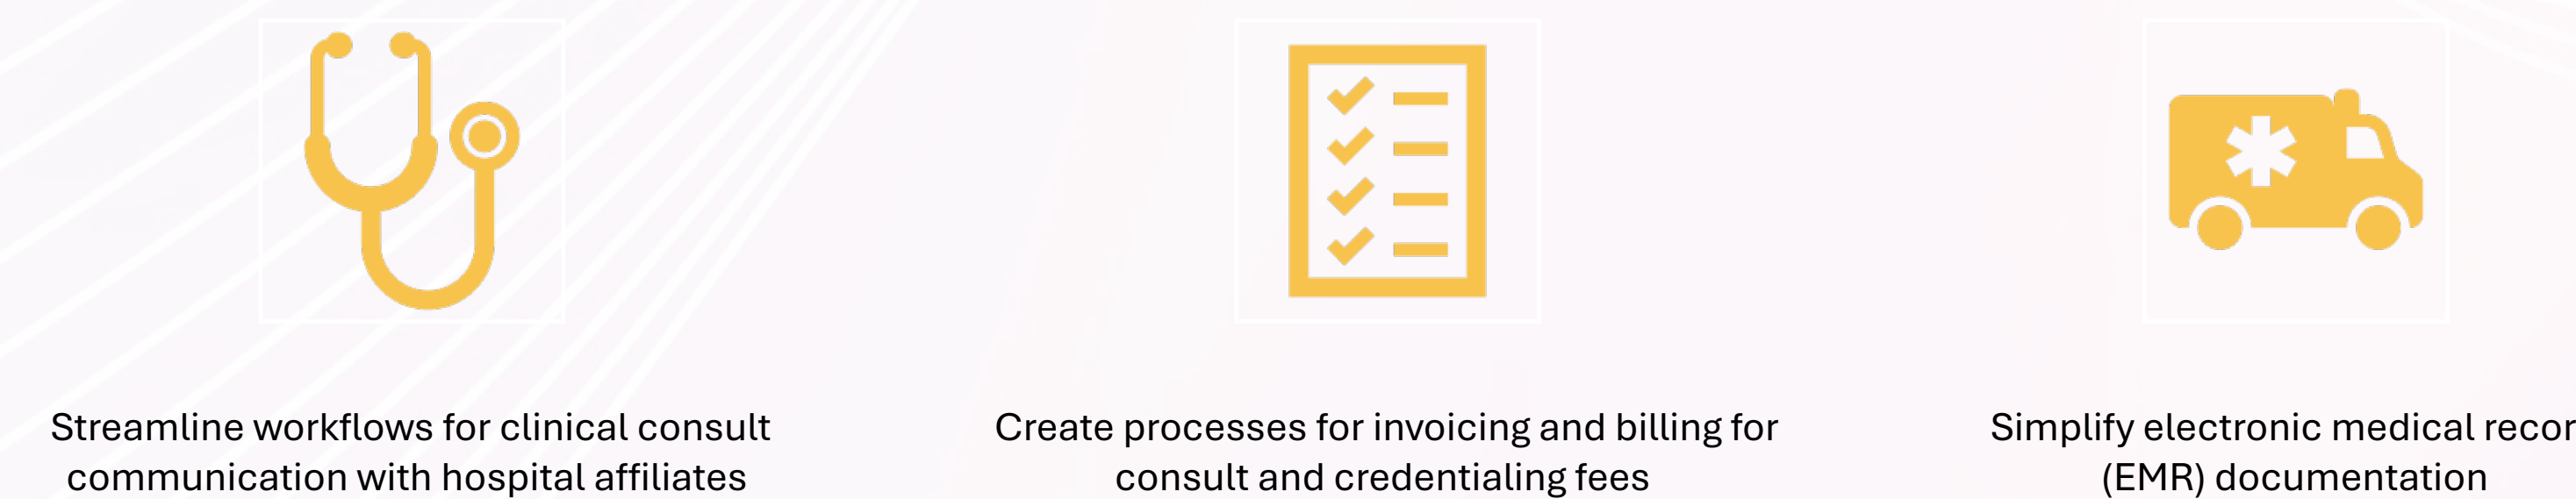 Streamline workflows for clinical consult
communication with hospital affiliates
Create processes for invoicing and billing for
consult and credentialing fees
Simplify electronic medical recor
(EMR) documentation